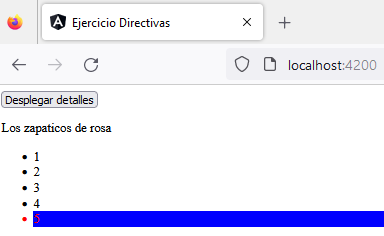 Ejercicio Directivas
localhost:4200
Desplegar detalles
Los zapaticos de rosa
1
2
3
4
5